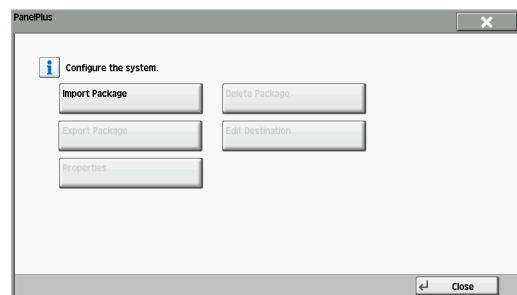 PanelPlus
Configure the system.
Import Package
Delete Package
Export Package
Edit Destination
Properties
Close